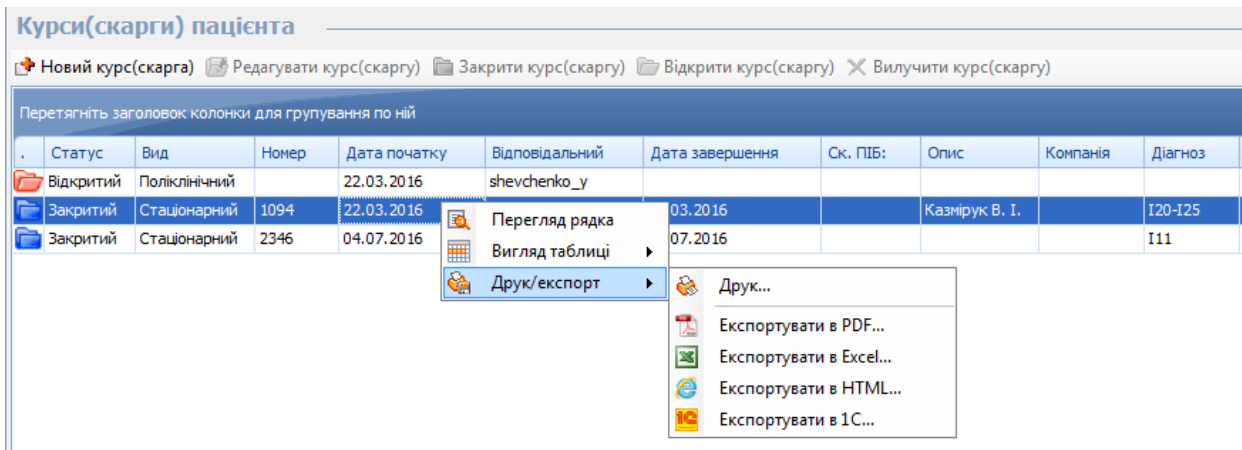 Курси(скарги) пацієнта
Новий курс(скарга) Редагувати курс(скаргу) Закрити курс(скаргу) Відкрити курс(скаргу) Вилучити курс(скаргу)
Перетягніть заголовок колонки для групування по ній
. Статус Вид Номер Дата початку Відповідальний Дата завершення Ск. ПІБ: Опис Компанія Діагноз
Відкритий Поліклінічний 22.03.2016 shevchenko_y
Закритий Стаціонарний 1094 22.03.2016 03.2016 Казмірук В. І. I20-I25
Закритий Стаціонарний 2346 04.07.2016 07.2016 I11
Перегляд рядка
Вигляд таблиці
Друк/експорт
Друк...
Експортувати в PDF...
Експортувати в Excel...
Експортувати в HTML...
1С Експортувати в 1С...